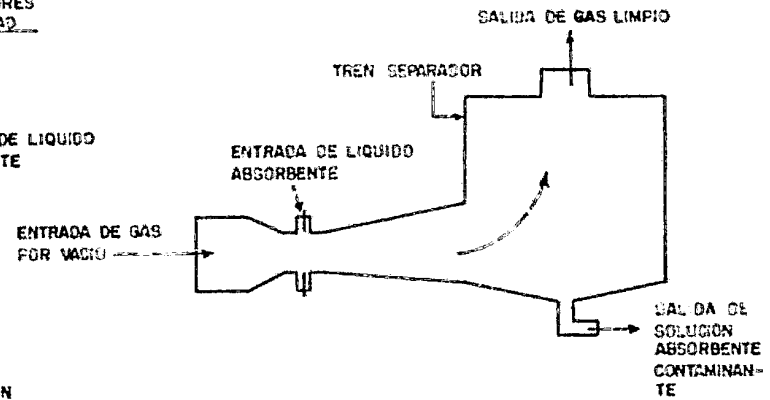 SALIDA DE GAS LIMPIO
TREN SEPARADOR
DE LIQUIDO
TE
ENTRADA DE LIQUIDO
ABSORBENTE
ENTRADA DE GAS
POR VACIO
SALIDA DE
SOLUCION
ABSORBENTE
CONTAMINAN-
TE
N